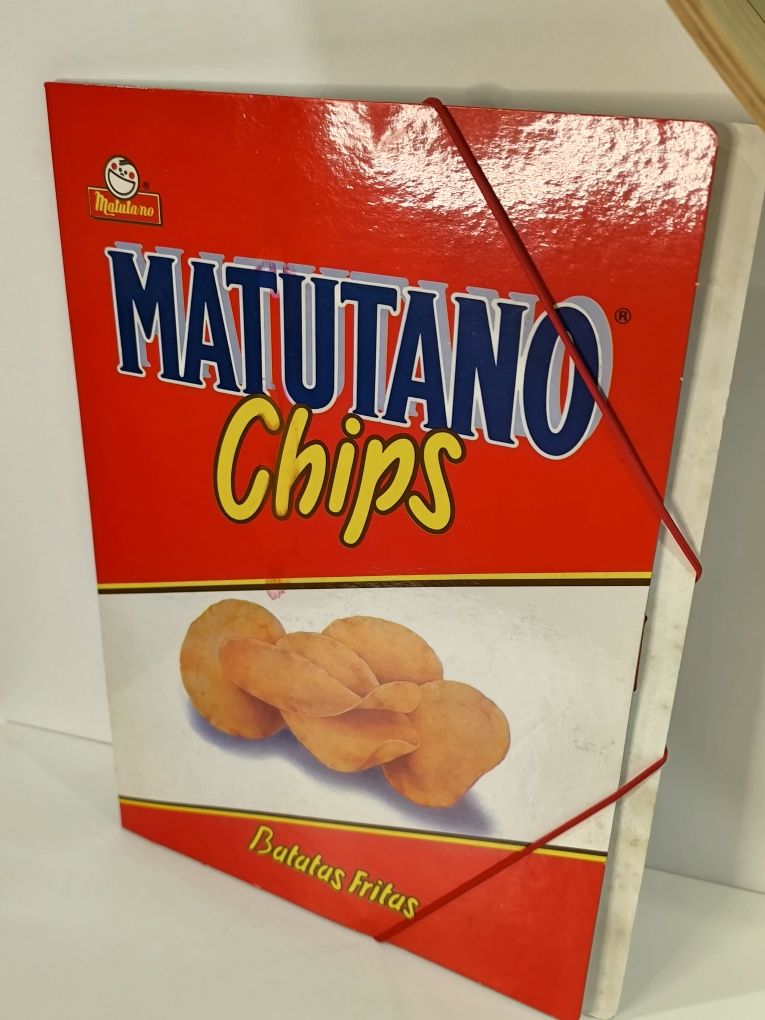 Matutano
®
MATUTANO ®
Chips
Batatas Fritas